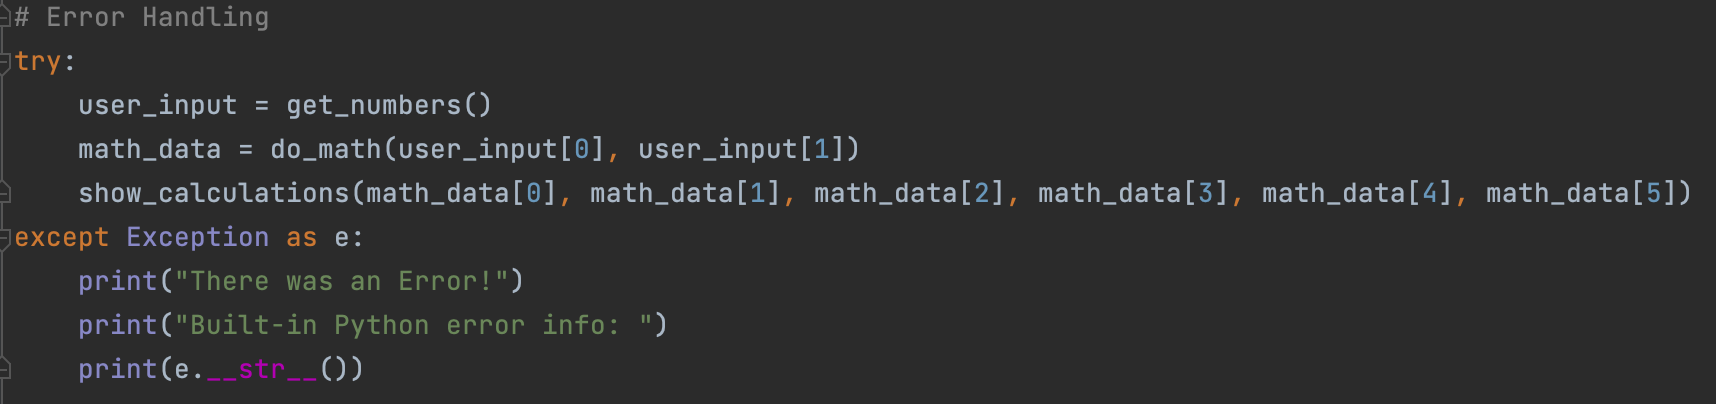 # Error Handling
try:
    user_input = get_numbers()
    math_data = do_math(user_input[0], user_input[1])
    show_calculations(math_data[0], math_data[1], math_data[2], math_data[3], math_data[4], math_data[5])
except Exception as e:
    print("There was an Error!")
    print("Built-in Python error info: ")
    print(e.__str__())